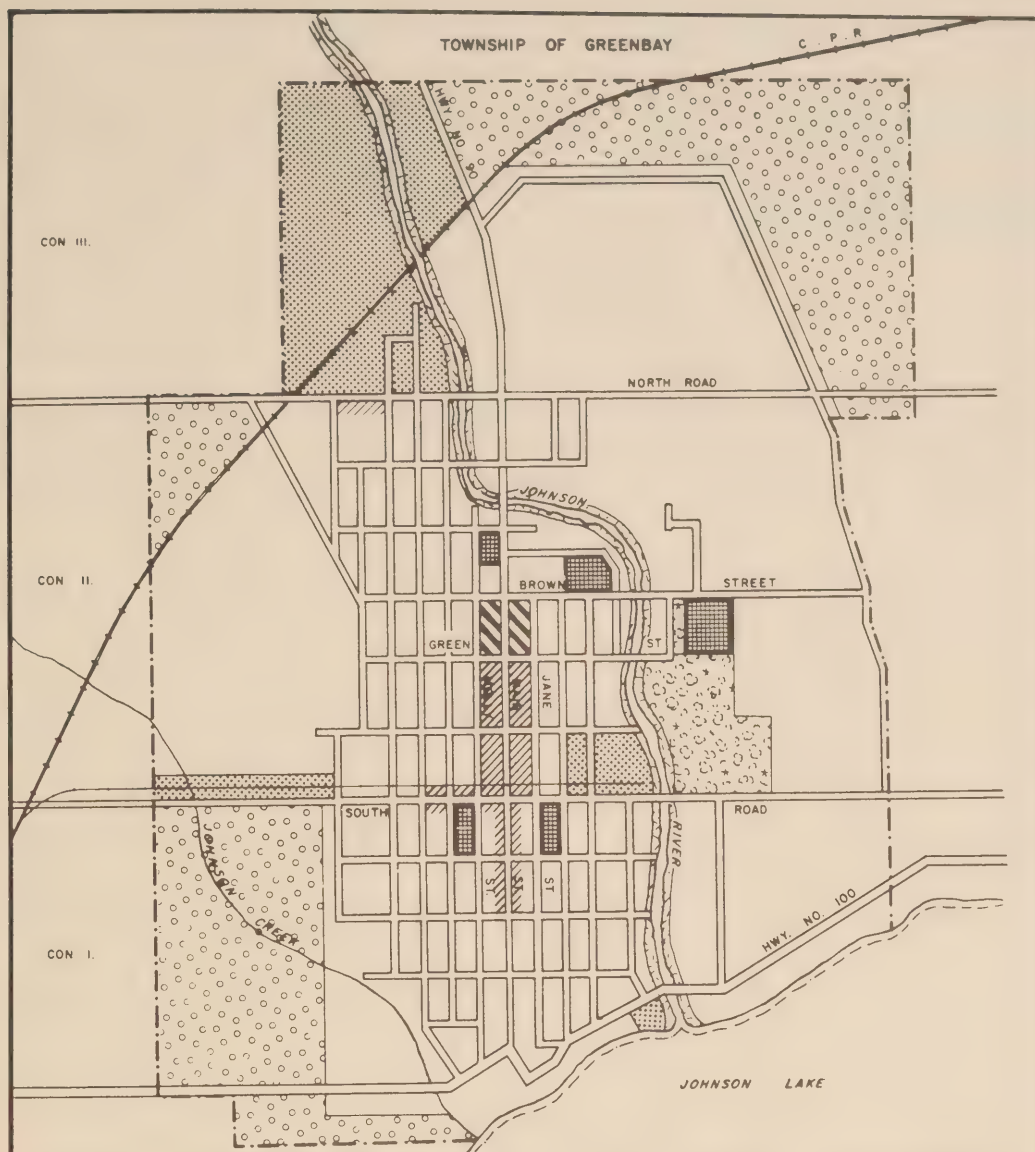 TOWNSHIP OF GREENBAY
C.P.R
HWY NO 90
CON III.
NORTH ROAD
JOHNSON
CON II.
BROWN STREET
GREEN ST.
JANE
SOUTH ROAD
JOHNSON CREEK
RIVER
ST. ST. ST
HWY. NO. 100
CON I.
JOHNSON LAKE